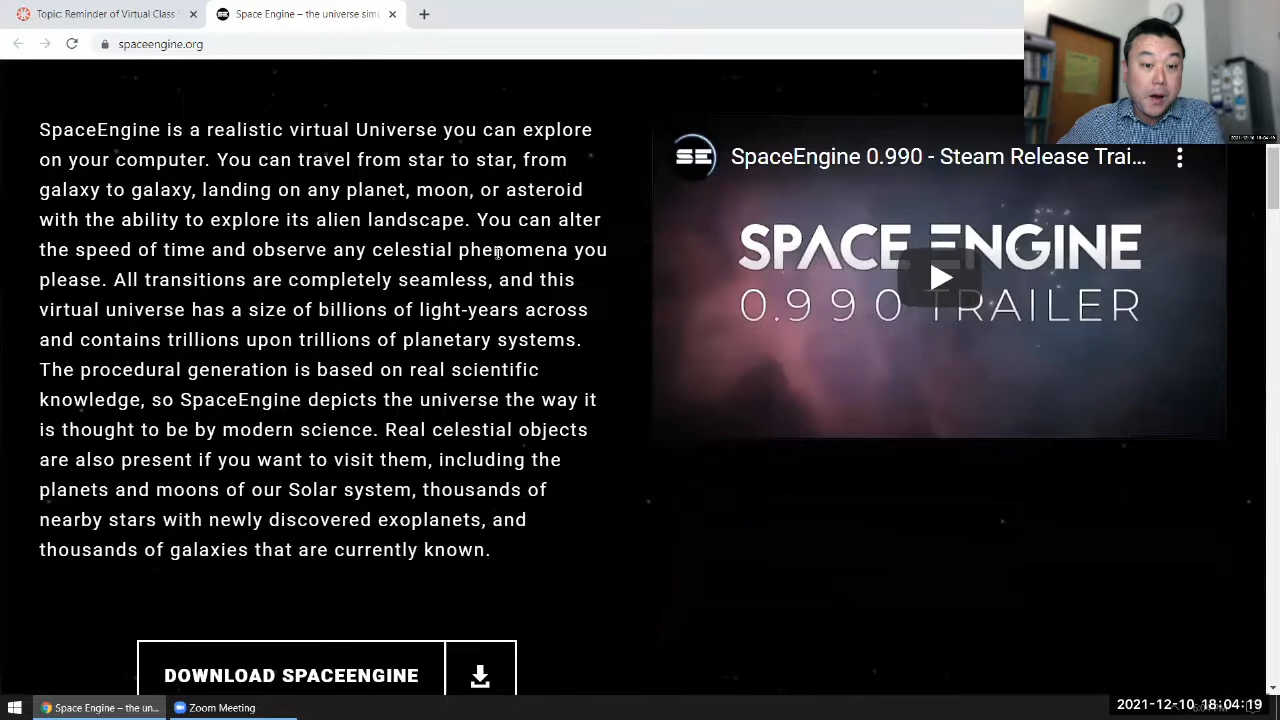 Topic: Reminder of Virtual Class S
Space Engine – the universe simu
spaceengine.org
2021-12-10 18:04:19
SpaceEngine is a realistic virtual Universe you can explore
on your computer. You can travel from star to star, from
galaxy to galaxy, landing on any planet, moon, or asteroid
with the ability to explore its alien landscape. You can alter
the speed of time and observe any celestial phenomena you
please. All transitions are completely seamless, and this
virtual universe has a size of billions of light-years across
and contains trillions upon trillions of planetary systems.
The procedural generation is based on real scientific
knowledge, so SpaceEngine depicts the universe the way it
is thought to be by modern science. Real celestial objects
are also present if you want to visit them, including the
planets and moons of our Solar system, thousands of
nearby stars with newly discovered exoplanets, and
thousands of galaxies that are currently known.
SE
SpaceEngine 0.990 - Steam Release Trai...
SPACE ENGINE
0.990 TRAILER
DOWNLOAD SPACEENGINE
Space Engine – the un...
Zoom Meeting
2021-12-10 18:04:19